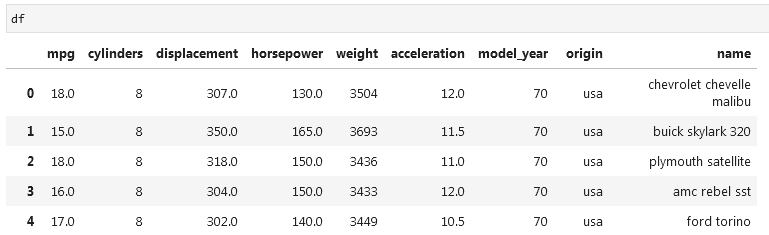 df
mpg cylinders displacement horsepower weight acceleration model_year origin name
0 18.0 8 307.0 130.0 3504 12.0 70 usa chevrolet chevelle
malibu
1 15.0 8 350.0 165.0 3693 11.5 70 usa buick skylark 320
2 18.0 8 318.0 150.0 3436 11.0 70 usa plymouth satellite
3 16.0 8 304.0 150.0 3433 12.0 70 usa amc rebel sst
4 17.0 8 302.0 140.0 3449 10.5 70 usa ford torino